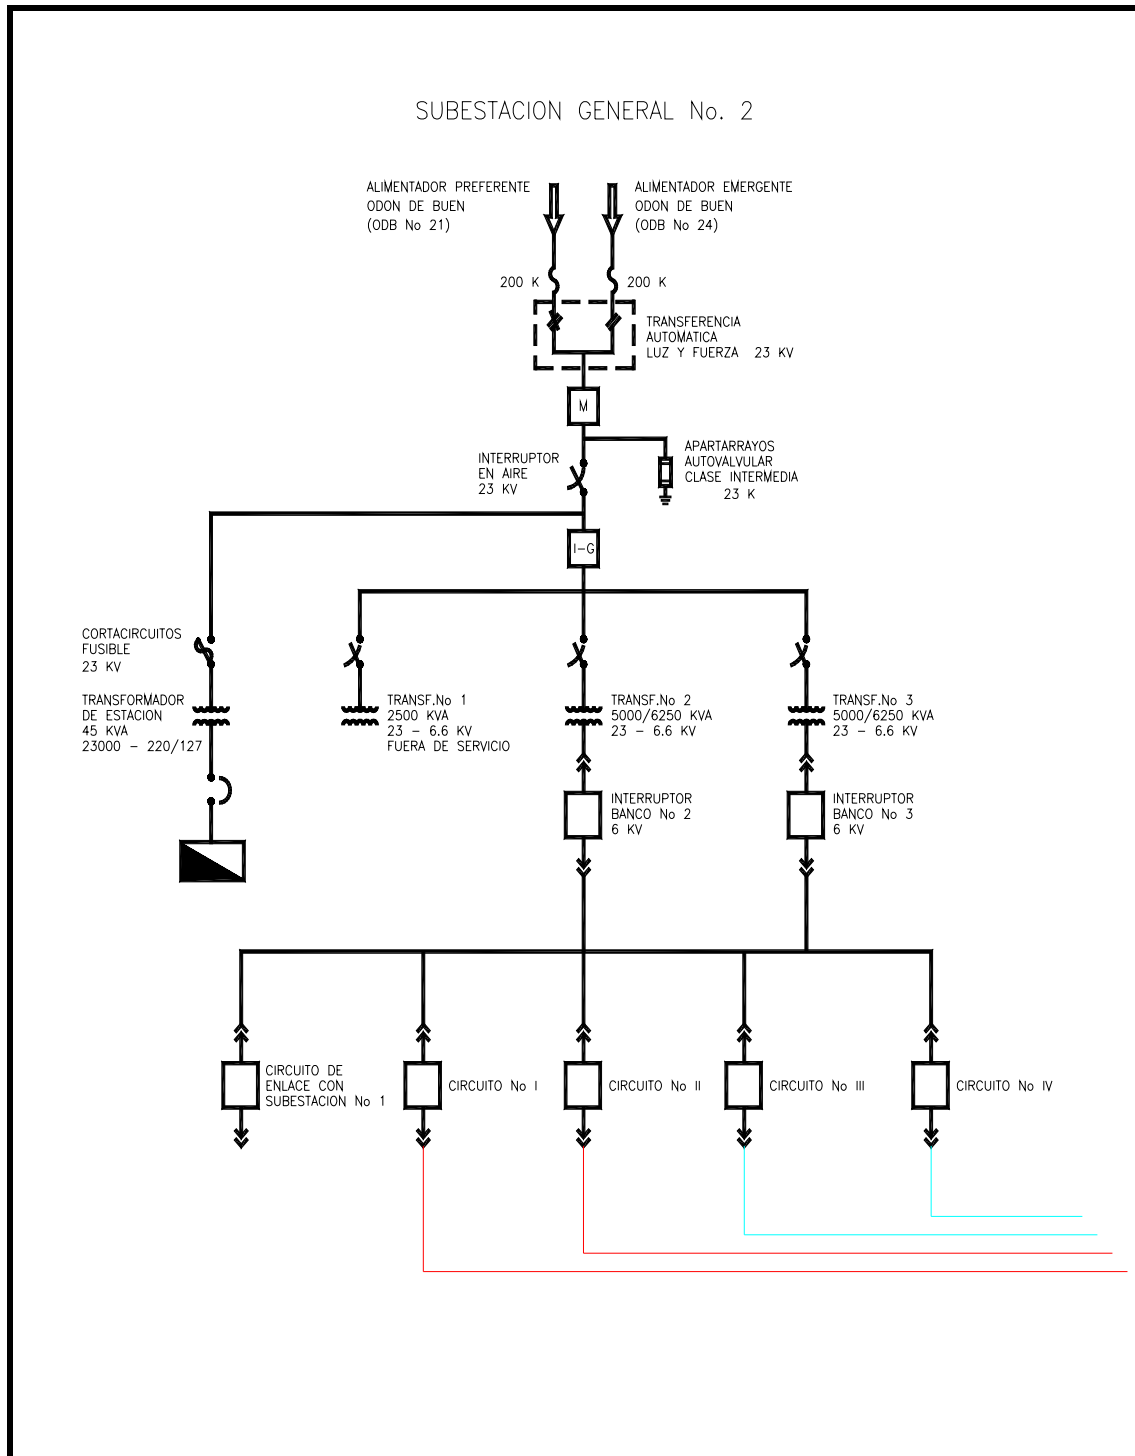 SUBESTACION GENERAL No. 2
ALIMENTADOR PREFERENTE
ODON DE BUEN
(ODB No 21)
ALIMENTADOR EMERGENTE
ODON DE BUEN
(ODB No 24)
200 K
200 K
TRANSFERENCIA
AUTOMATICA
LUZ Y FUERZA 23 KV
M
INTERRUPTOR
EN AIRE
23 KV
APARTARRAYOS
AUTOVALVULAR
CLASE INTERMEDIA
23 K
I-G
CORTACIRCUITOS
FUSIBLE
23 KV
TRANSFORMADOR
DE ESTACION
45 KVA
23000 - 220/127
TRANSF.No 1
2500 KVA
23 - 6.6 KV
FUERA DE SERVICIO
TRANSF.No 2
5000/6250 KVA
23 - 6.6 KV
TRANSF.No 3
5000/6250 KVA
23 - 6.6 KV
INTERRUPTOR
BANCO No 2
6 KV
INTERRUPTOR
BANCO No 3
6 KV
CIRCUITO DE
ENLACE CON
SUBESTACION No 1
CIRCUITO No I
CIRCUITO No II
CIRCUITO No III
CIRCUITO No IV